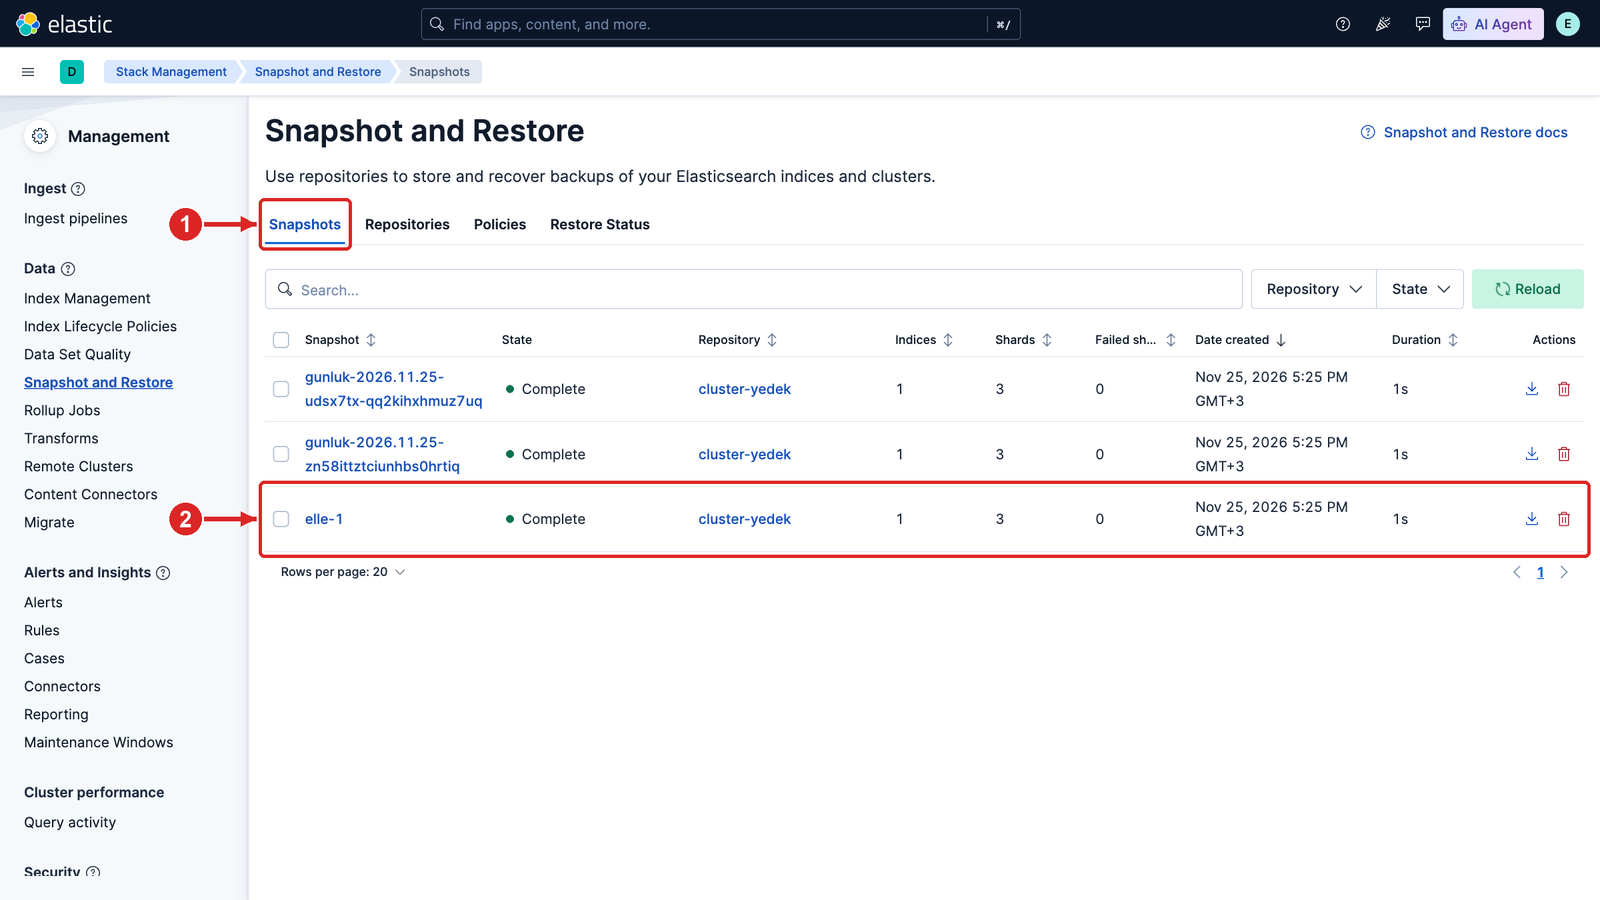 elastic
Find apps, content, and more.
⌘/
AI Agent
E
D
Stack Management
Snapshot and Restore
Snapshots
Management
Ingest
Ingest pipelines
Data
Index Management
Index Lifecycle Policies
Data Set Quality
Snapshot and Restore
Rollup Jobs
Transforms
Remote Clusters
Content Connectors
Migrate
Alerts and Insights
Alerts
Rules
Cases
Connectors
Reporting
Maintenance Windows
Cluster performance
Query activity
Security
Snapshot and Restore
Snapshot and Restore docs
Use repositories to store and recover backups of your Elasticsearch indices and clusters.
1
Snapshots Repositories Policies Restore Status
Search...
Repository State Reload
Snapshot State Repository Indices Shards Failed sh... Date created Duration Actions
gunluk-2026.11.25-
udsx7tx-qq2kihxhmuz7uq
Complete cluster-yedek 1 3 0
Nov 25, 2026 5:25 PM
GMT+3
1s
gunluk-2026.11.25-
zn58ittztciunhbs0hrtiq
Complete cluster-yedek 1 3 0
Nov 25, 2026 5:25 PM
GMT+3
1s
2
elle-1 Complete cluster-yedek 1 3 0
Nov 25, 2026 5:25 PM
GMT+3
1s
Rows per page: 20
1